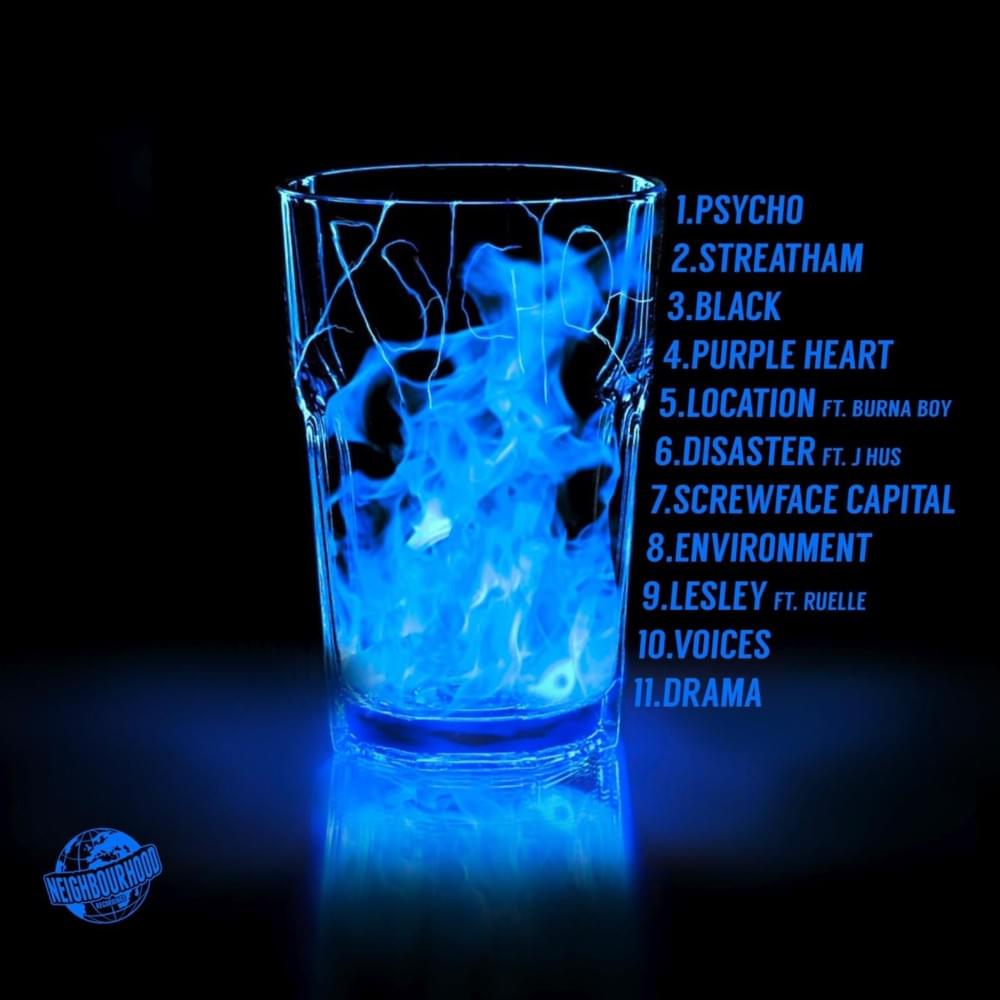 PSYCHO
1.PSYCHO
2.STREATHAM
3.BLACK
4.PURPLE HEART
5.LOCATION FT. BURNA BOY
6.DISASTER FT. J HUS
7.SCREWFACE CAPITAL
8.ENVIRONMENT
9.LESLEY FT. RUELLE
10.VOICES
11.DRAMA
NEIGHBOURHOOD
RECORDINGS